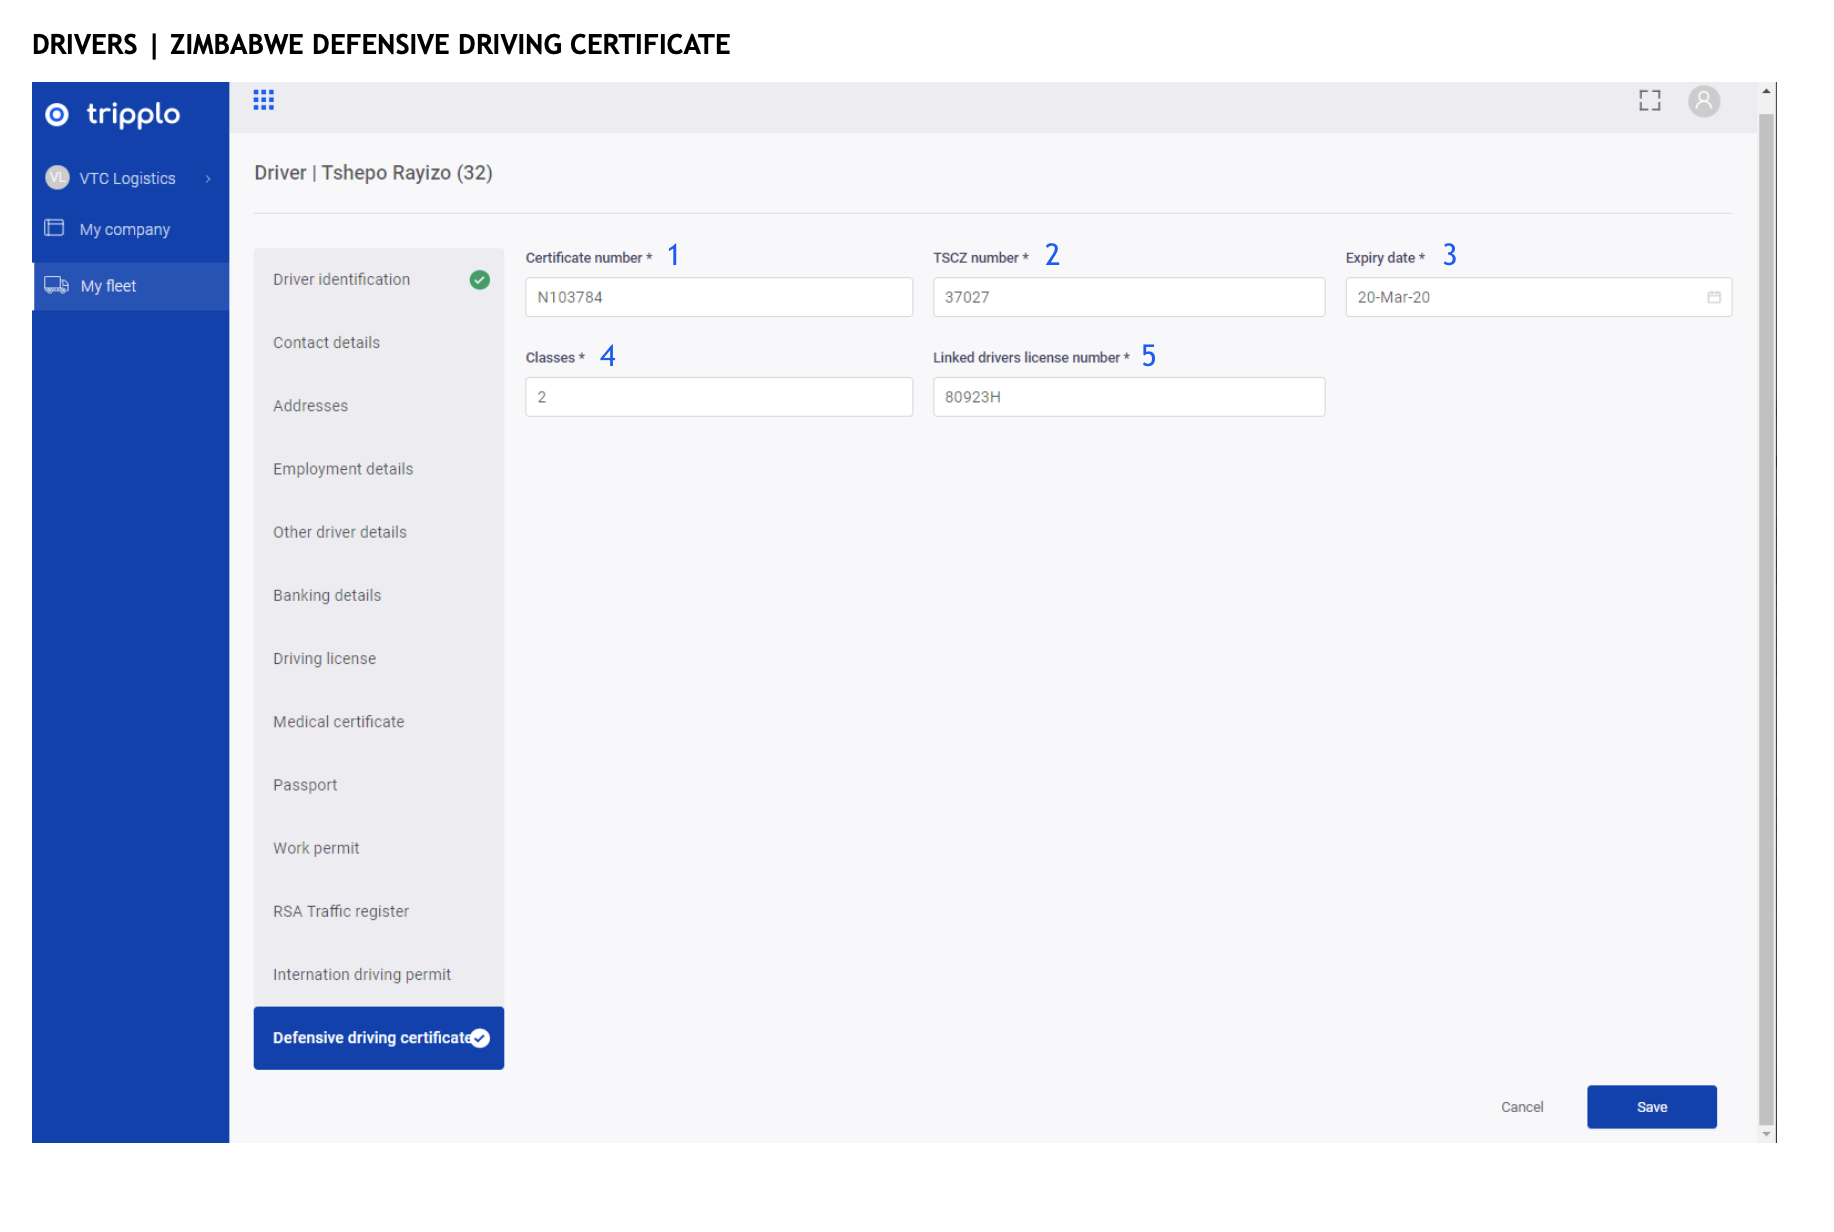 DRIVERS | ZIMBABWE DEFENSIVE DRIVING CERTIFICATE
tripplo
VL VTC Logistics
My company
My fleet
Driver | Tshepo Rayizo (32)
Driver identification
Contact details
Addresses
Employment details
Other driver details
Banking details
Driving license
Medical certificate
Passport
Work permit
RSA Traffic register
Internation driving permit
Defensive driving certificate
Certificate number * 1
N103784
TSCZ number * 2
37027
Expiry date * 3
20-Mar-20
Classes * 4
2
Linked drivers license number * 5
80923H
Cancel
Save